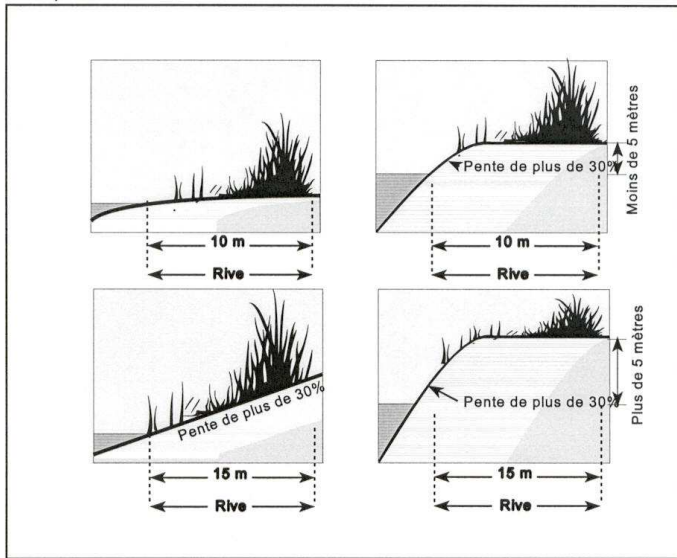 Pente de plus de 30%
Moins de 5 mètres
10 m
Rive
10 m
Rive
Pente de plus de 30%
Pente de plus de 30%
Plus de 5 mètres
15 m
Rive
15 m
Rive